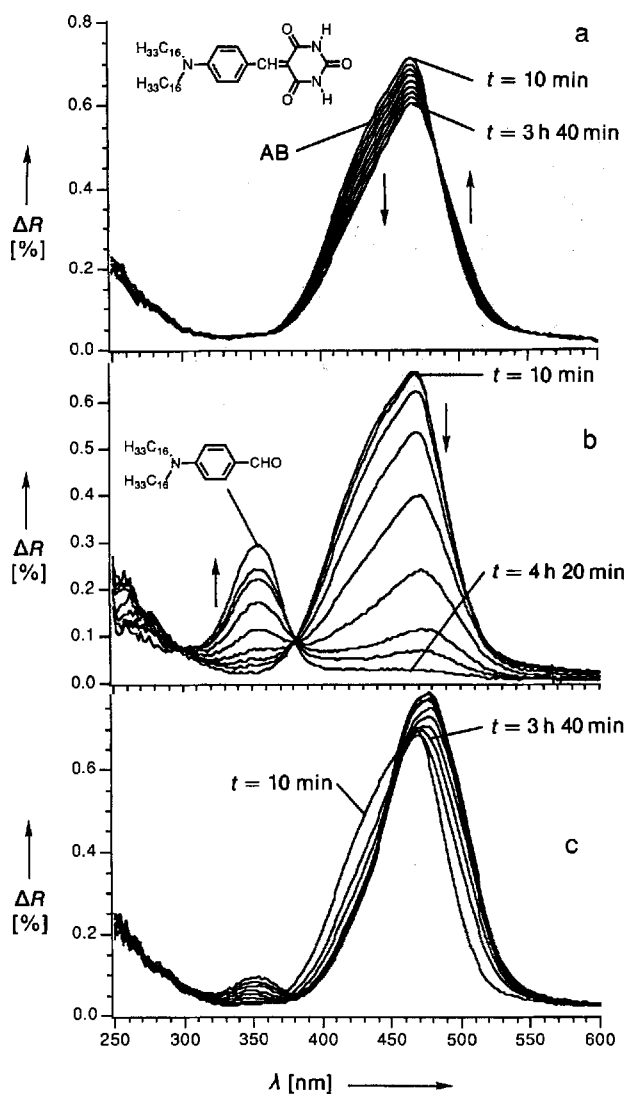 a
0.8
0.6
0.4
0.2
0.0
ΔR
[%]
H₃₃C₁₆
H₃₃C₁₆
N
CH
O
O
O
N
H
N
H
AB
t = 10 min
t = 3 h 40 min
b
0.6
0.5
0.4
0.3
0.2
0.1
0.0
ΔR
[%]
H₃₃C₁₆
H₃₃C₁₆
N
CHO
t = 10 min
t = 4 h 20 min
c
0.6
0.4
0.2
0.0
ΔR
[%]
t = 10 min
t = 3 h 40 min
250 300 350 400 450 500 550 600
λ [nm]